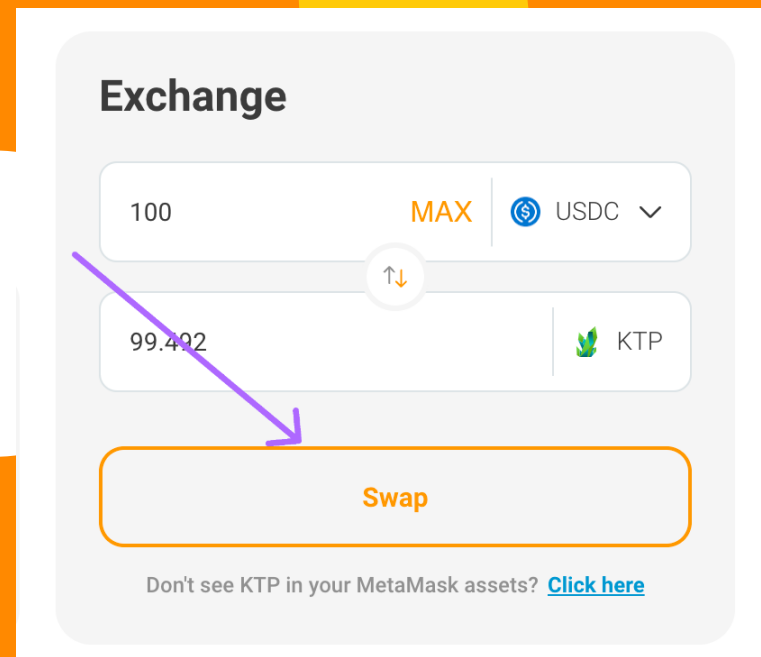 Exchange
100 MAX USDC
99.492 KTP
Swap
Don't see KTP in your MetaMask assets? Click here